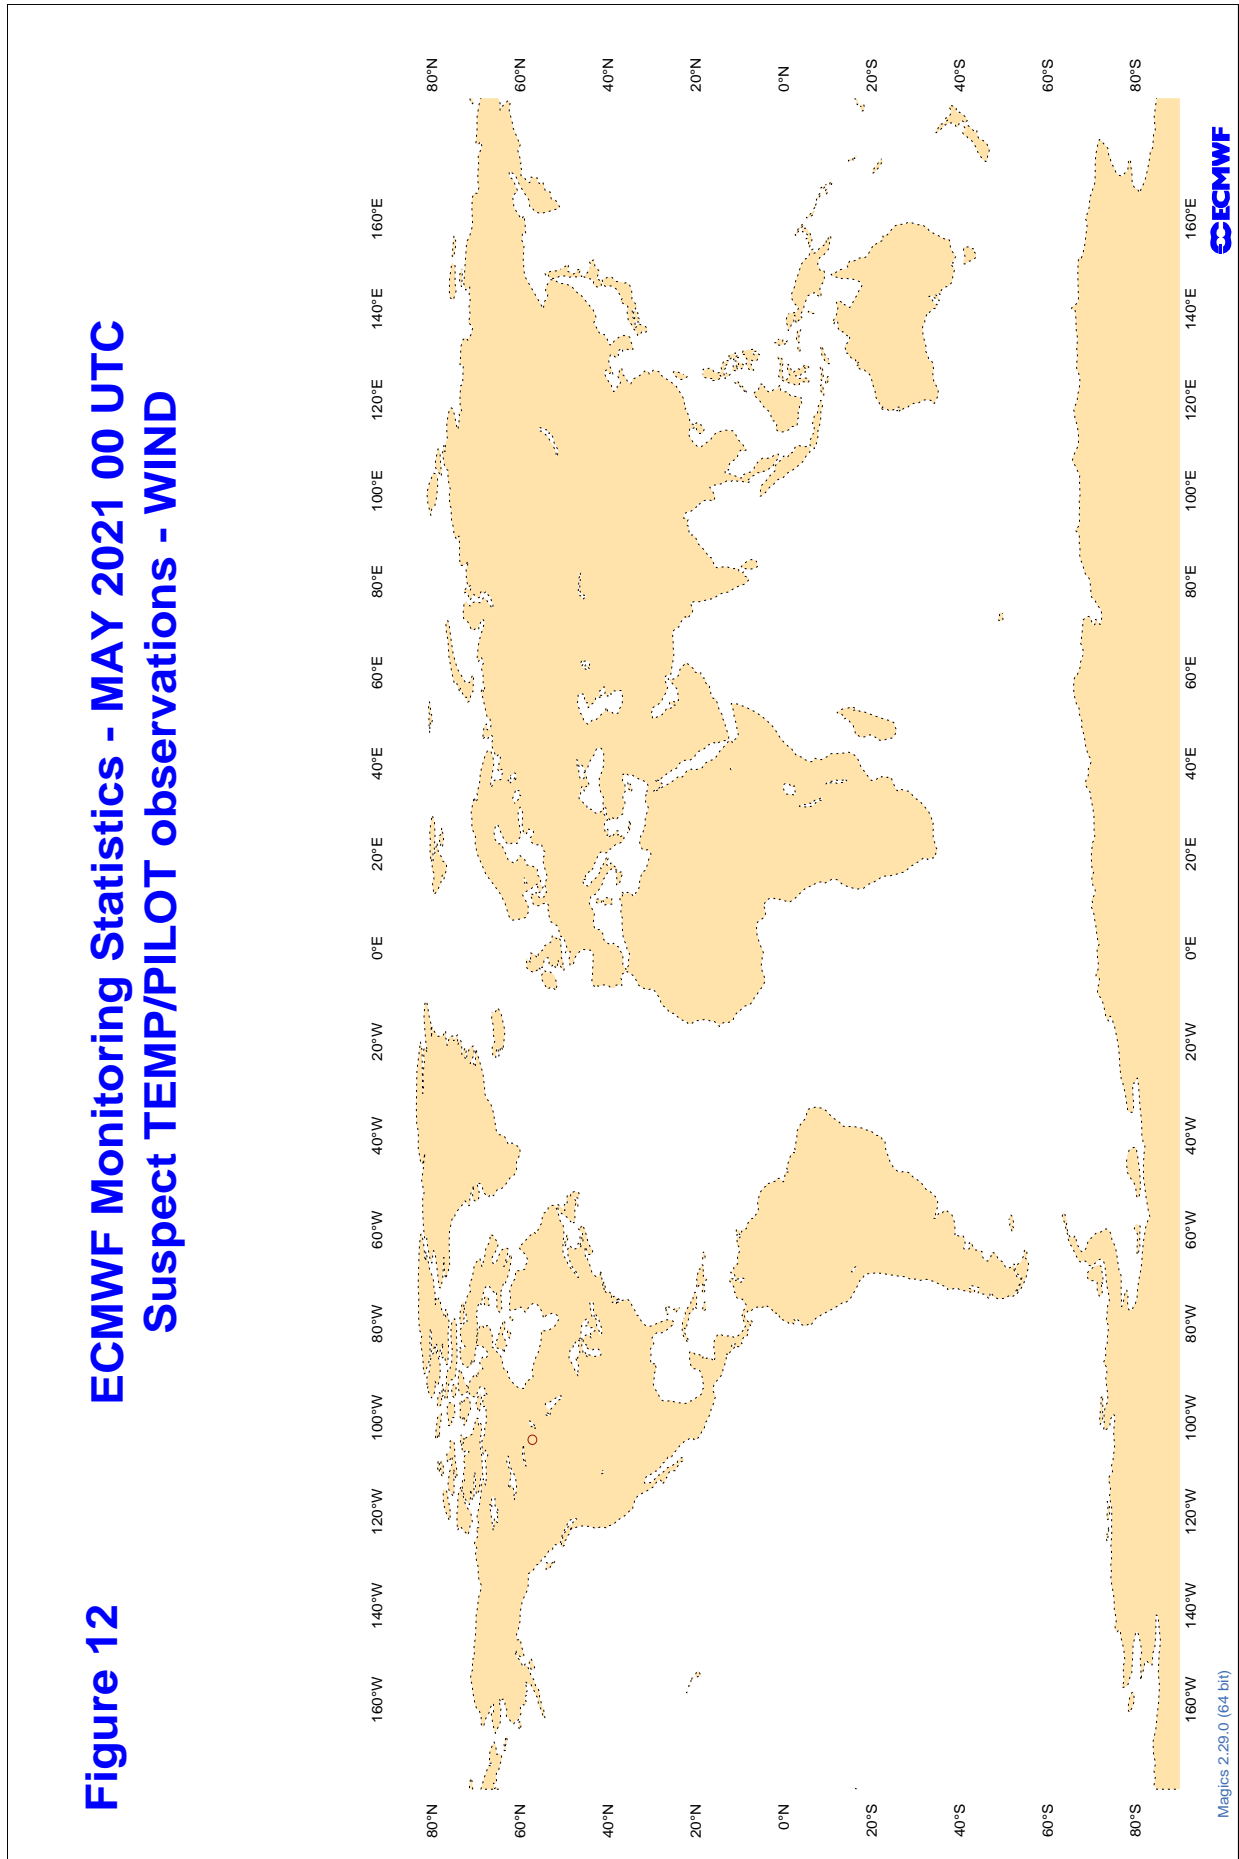 Figure 12
ECMWF Monitoring Statistics - MAY 2021 00 UTC
Suspect TEMP/PILOT observations - WIND
160°W 140°W 120°W 100°W 80°W 60°W 40°W 20°W 0°E 20°E 40°E 60°E 80°E 100°E 120°E 140°E 160°E
80°N 80°N
60°N 60°N
40°N 40°N
20°N 20°N
0°N 0°N
20°S 20°S
40°S 40°S
60°S 60°S
80°S 80°S
160°W 140°W 120°W 100°W 80°W 60°W 40°W 20°W 0°E 20°E 40°E 60°E 80°E 100°E 120°E 140°E 160°E
Magics 2.29.0 (64 bit)
ECMWF